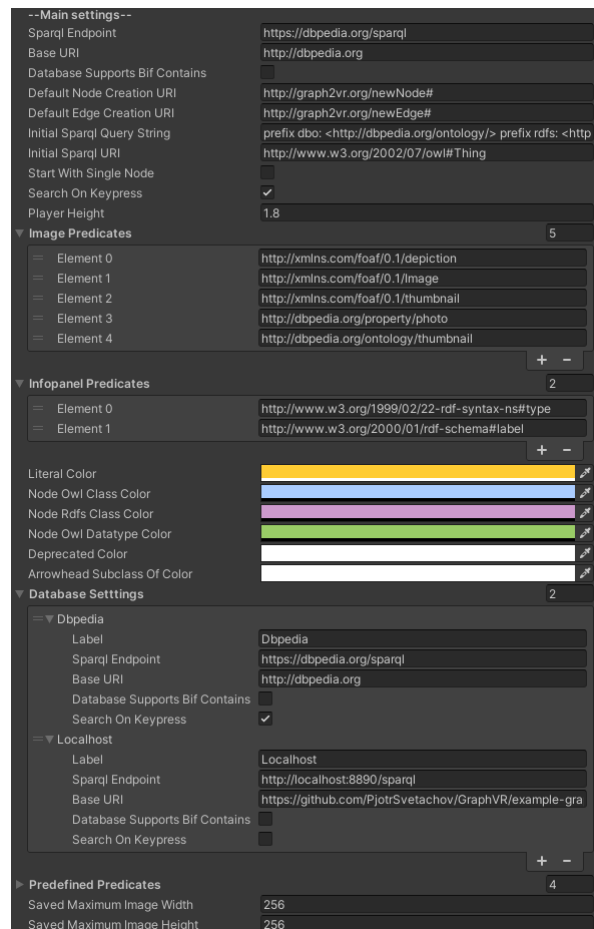 --Main settings--
Sparql Endpoint https://dbpedia.org/sparql
Base URI http://dbpedia.org
Database Supports Bif Contains
Default Node Creation URI http://graph2vr.org/newNode#
Default Edge Creation URI http://graph2vr.org/newEdge#
Initial Sparql Query String prefix dbo: <http://dbpedia.org/ontology/> prefix rdfs: <http
Initial Sparql URI http://www.w3.org/2002/07/owl#Thing
Start With Single Node
Search On Keypress
Player Height 1.8
Image Predicates 5
Element 0 http://xmlns.com/foaf/0.1/depiction
Element 1 http://xmlns.com/foaf/0.1/Image
Element 2 http://xmlns.com/foaf/0.1/thumbnail
Element 3 http://dbpedia.org/property/photo
Element 4 http://dbpedia.org/ontology/thumbnail
+ -
Infopanel Predicates 2
Element 0 http://www.w3.org/1999/02/22-rdf-syntax-ns#type
Element 1 http://www.w3.org/2000/01/rdf-schema#label
+ -
Literal Color
Node Owl Class Color
Node Rdfs Class Color
Node Owl Datatype Color
Deprecated Color
Arrowhead Subclass Of Color
Database Setttings 2
Dbpedia
Label Dbpedia
Sparql Endpoint https://dbpedia.org/sparql
Base URI http://dbpedia.org
Database Supports Bif Contains
Search On Keypress
Localhost
Label Localhost
Sparql Endpoint http://localhost:8890/sparql
Base URI https://github.com/PjotrSvetachov/GraphVR/example-gra
Database Supports Bif Contains
Search On Keypress
+ -
Predefined Predicates 4
Saved Maximum Image Width 256
Saved Maximum Image Height 256